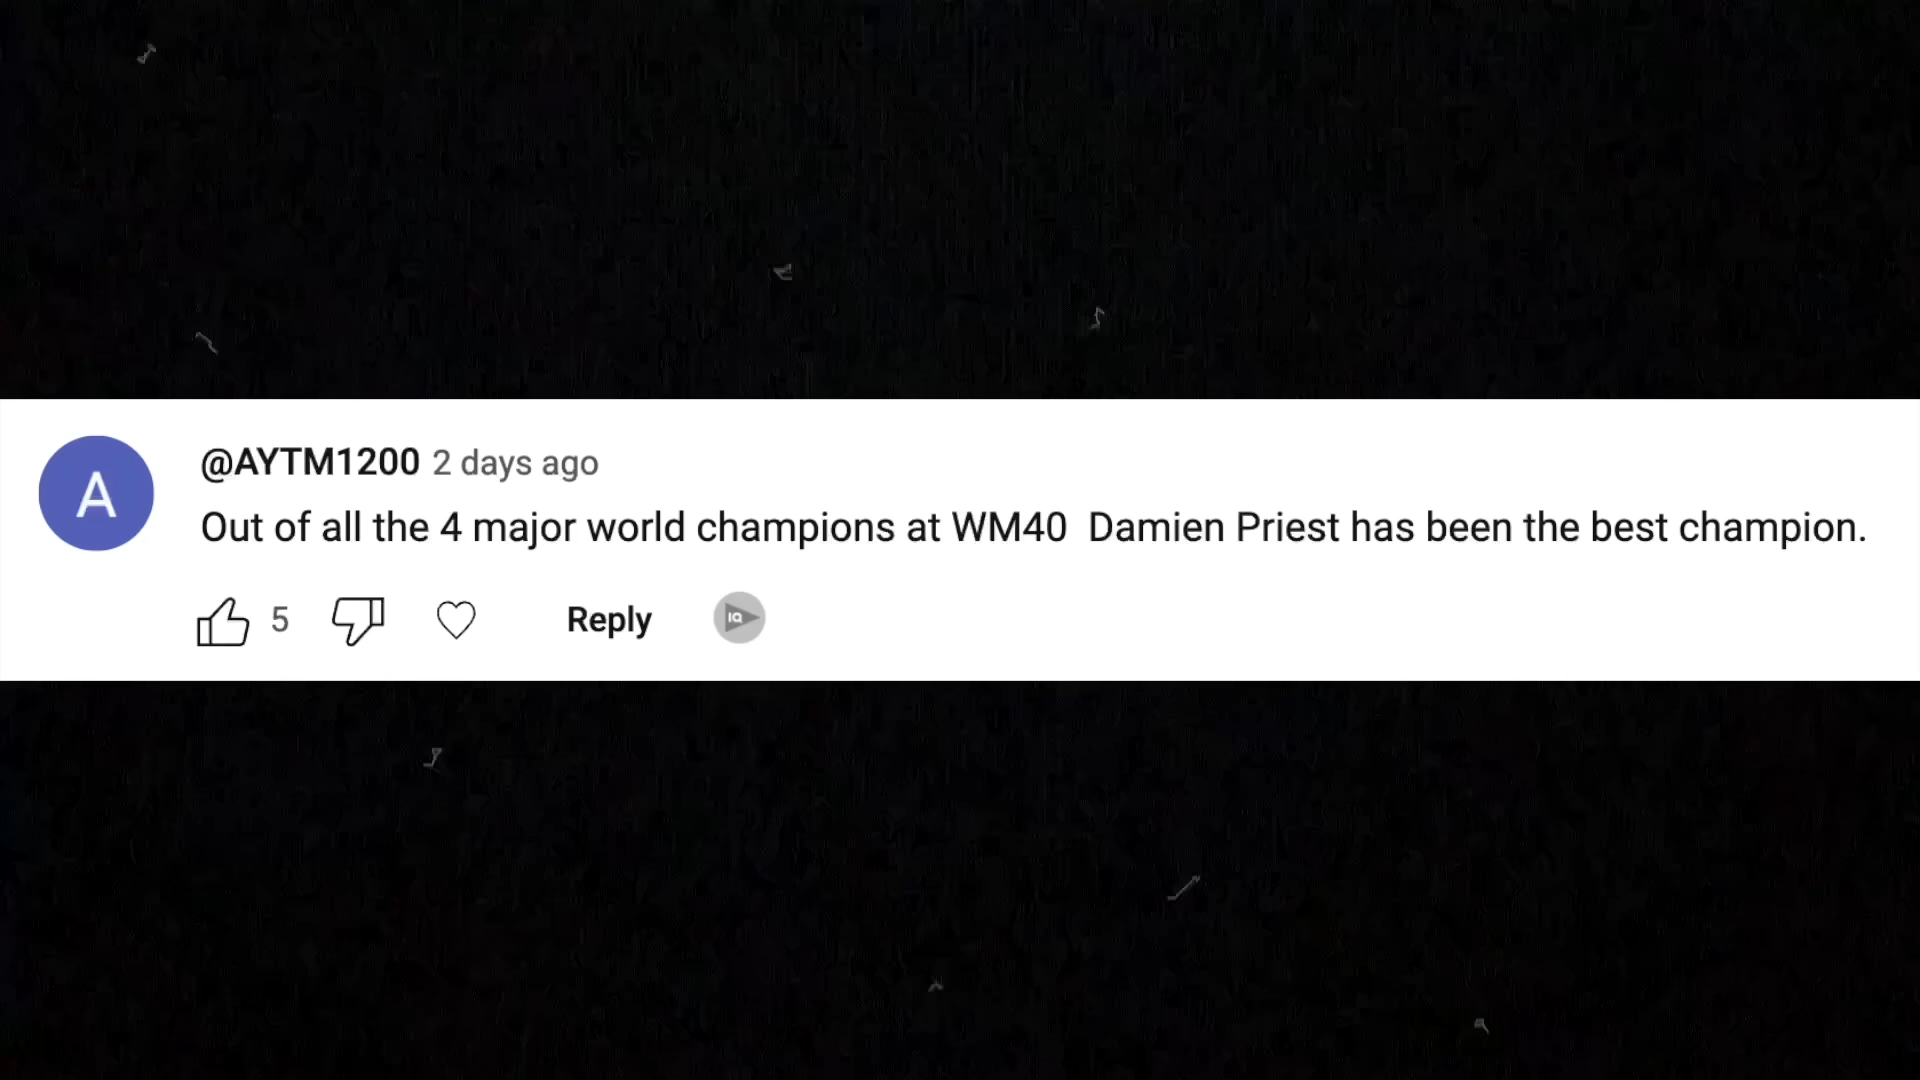 A
@AYTM1200 2 days ago
Out of all the 4 major world champions at WM40  Damien Priest has been the best champion.
5 Reply IQ